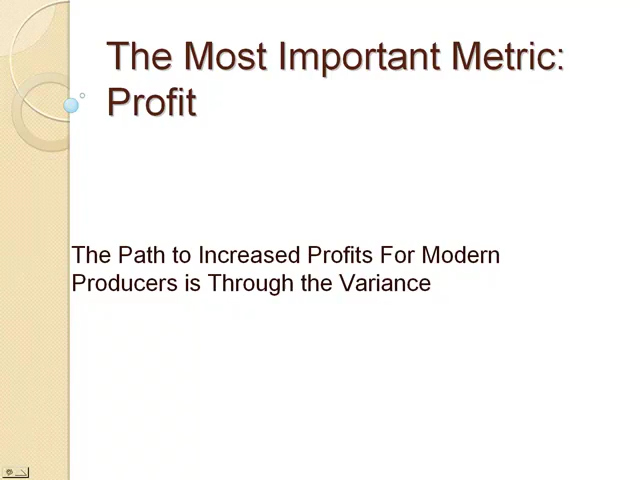 The Most Important Metric:
Profit
The Path to Increased Profits For Modern
Producers is Through the Variance